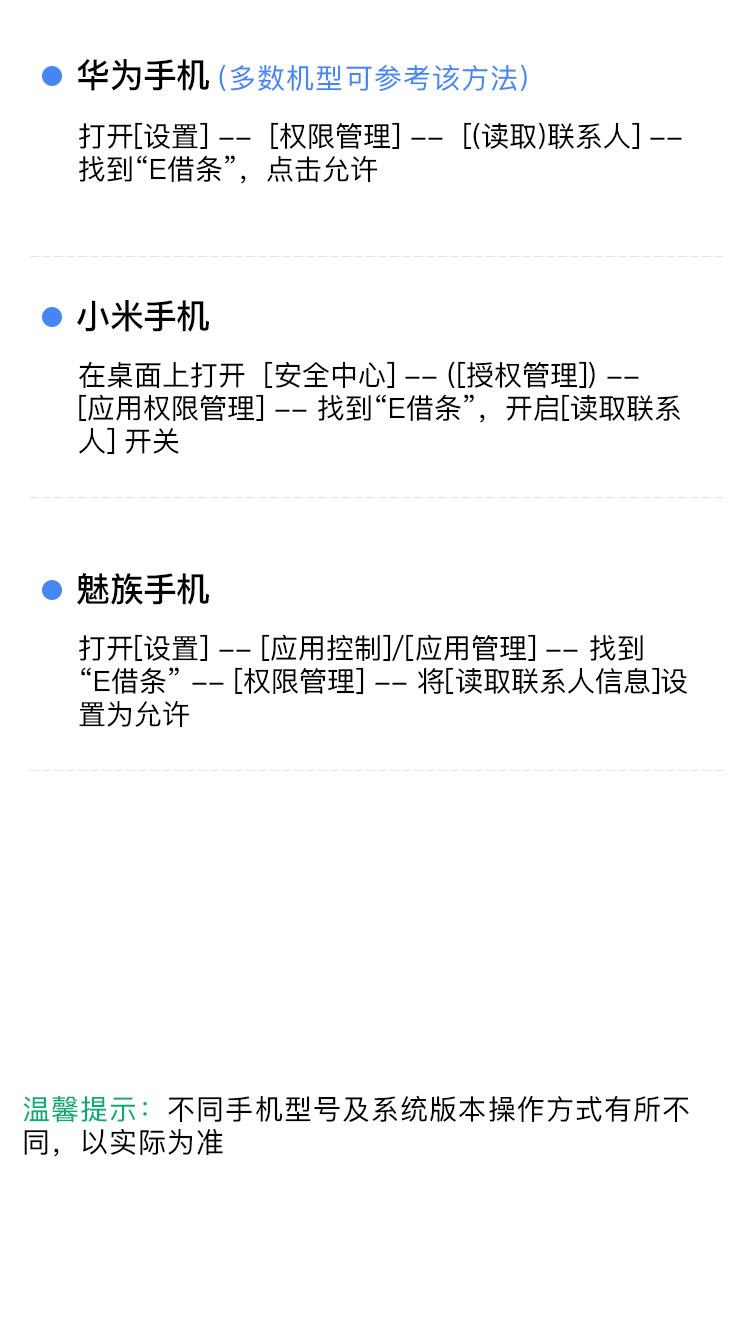 华为手机 (多数机型可参考该方法)
打开[设置] -- [权限管理] -- [(读取)联系人] --
找到“E借条”，点击允许
小米手机
在桌面上打开 [安全中心] -- ([授权管理]) --
[应用权限管理] -- 找到“E借条”，开启[读取联系
人] 开关
魅族手机
打开[设置] -- [应用控制]/[应用管理] -- 找到
“E借条” -- [权限管理] -- 将[读取联系人信息]设
置为允许
温馨提示：不同手机型号及系统版本操作方式有所不
同，以实际为准